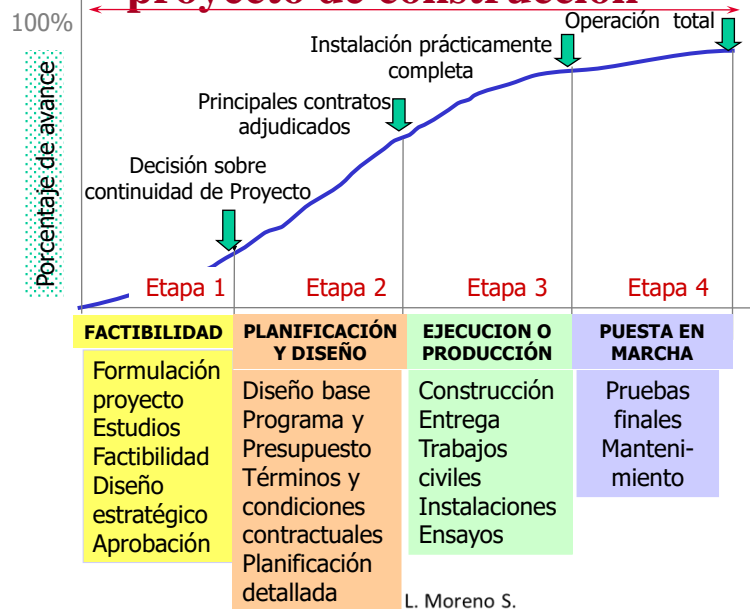 proyecto de construcción
100%
Operación total
Instalación prácticamente
completa
Principales contratos
adjudicados
Decisión sobre
continuidad de Proyecto
Porcentaje de avance
Etapa 1
Etapa 2
Etapa 3
Etapa 4
FACTIBILIDAD
Formulación
proyecto
Estudios
Factibilidad
Diseño
estratégico
Aprobación
PLANIFICACIÓN
Y DISEÑO
Diseño base
Programa y
Presupuesto
Términos y
condiciones
contractuales
Planificación
detallada
EJECUCION O
PRODUCCIÓN
Construcción
Entrega
Trabajos
civiles
Instalaciones
Ensayos
PUESTA EN
MARCHA
Pruebas
finales
Manteni-
miento
L. Moreno S.